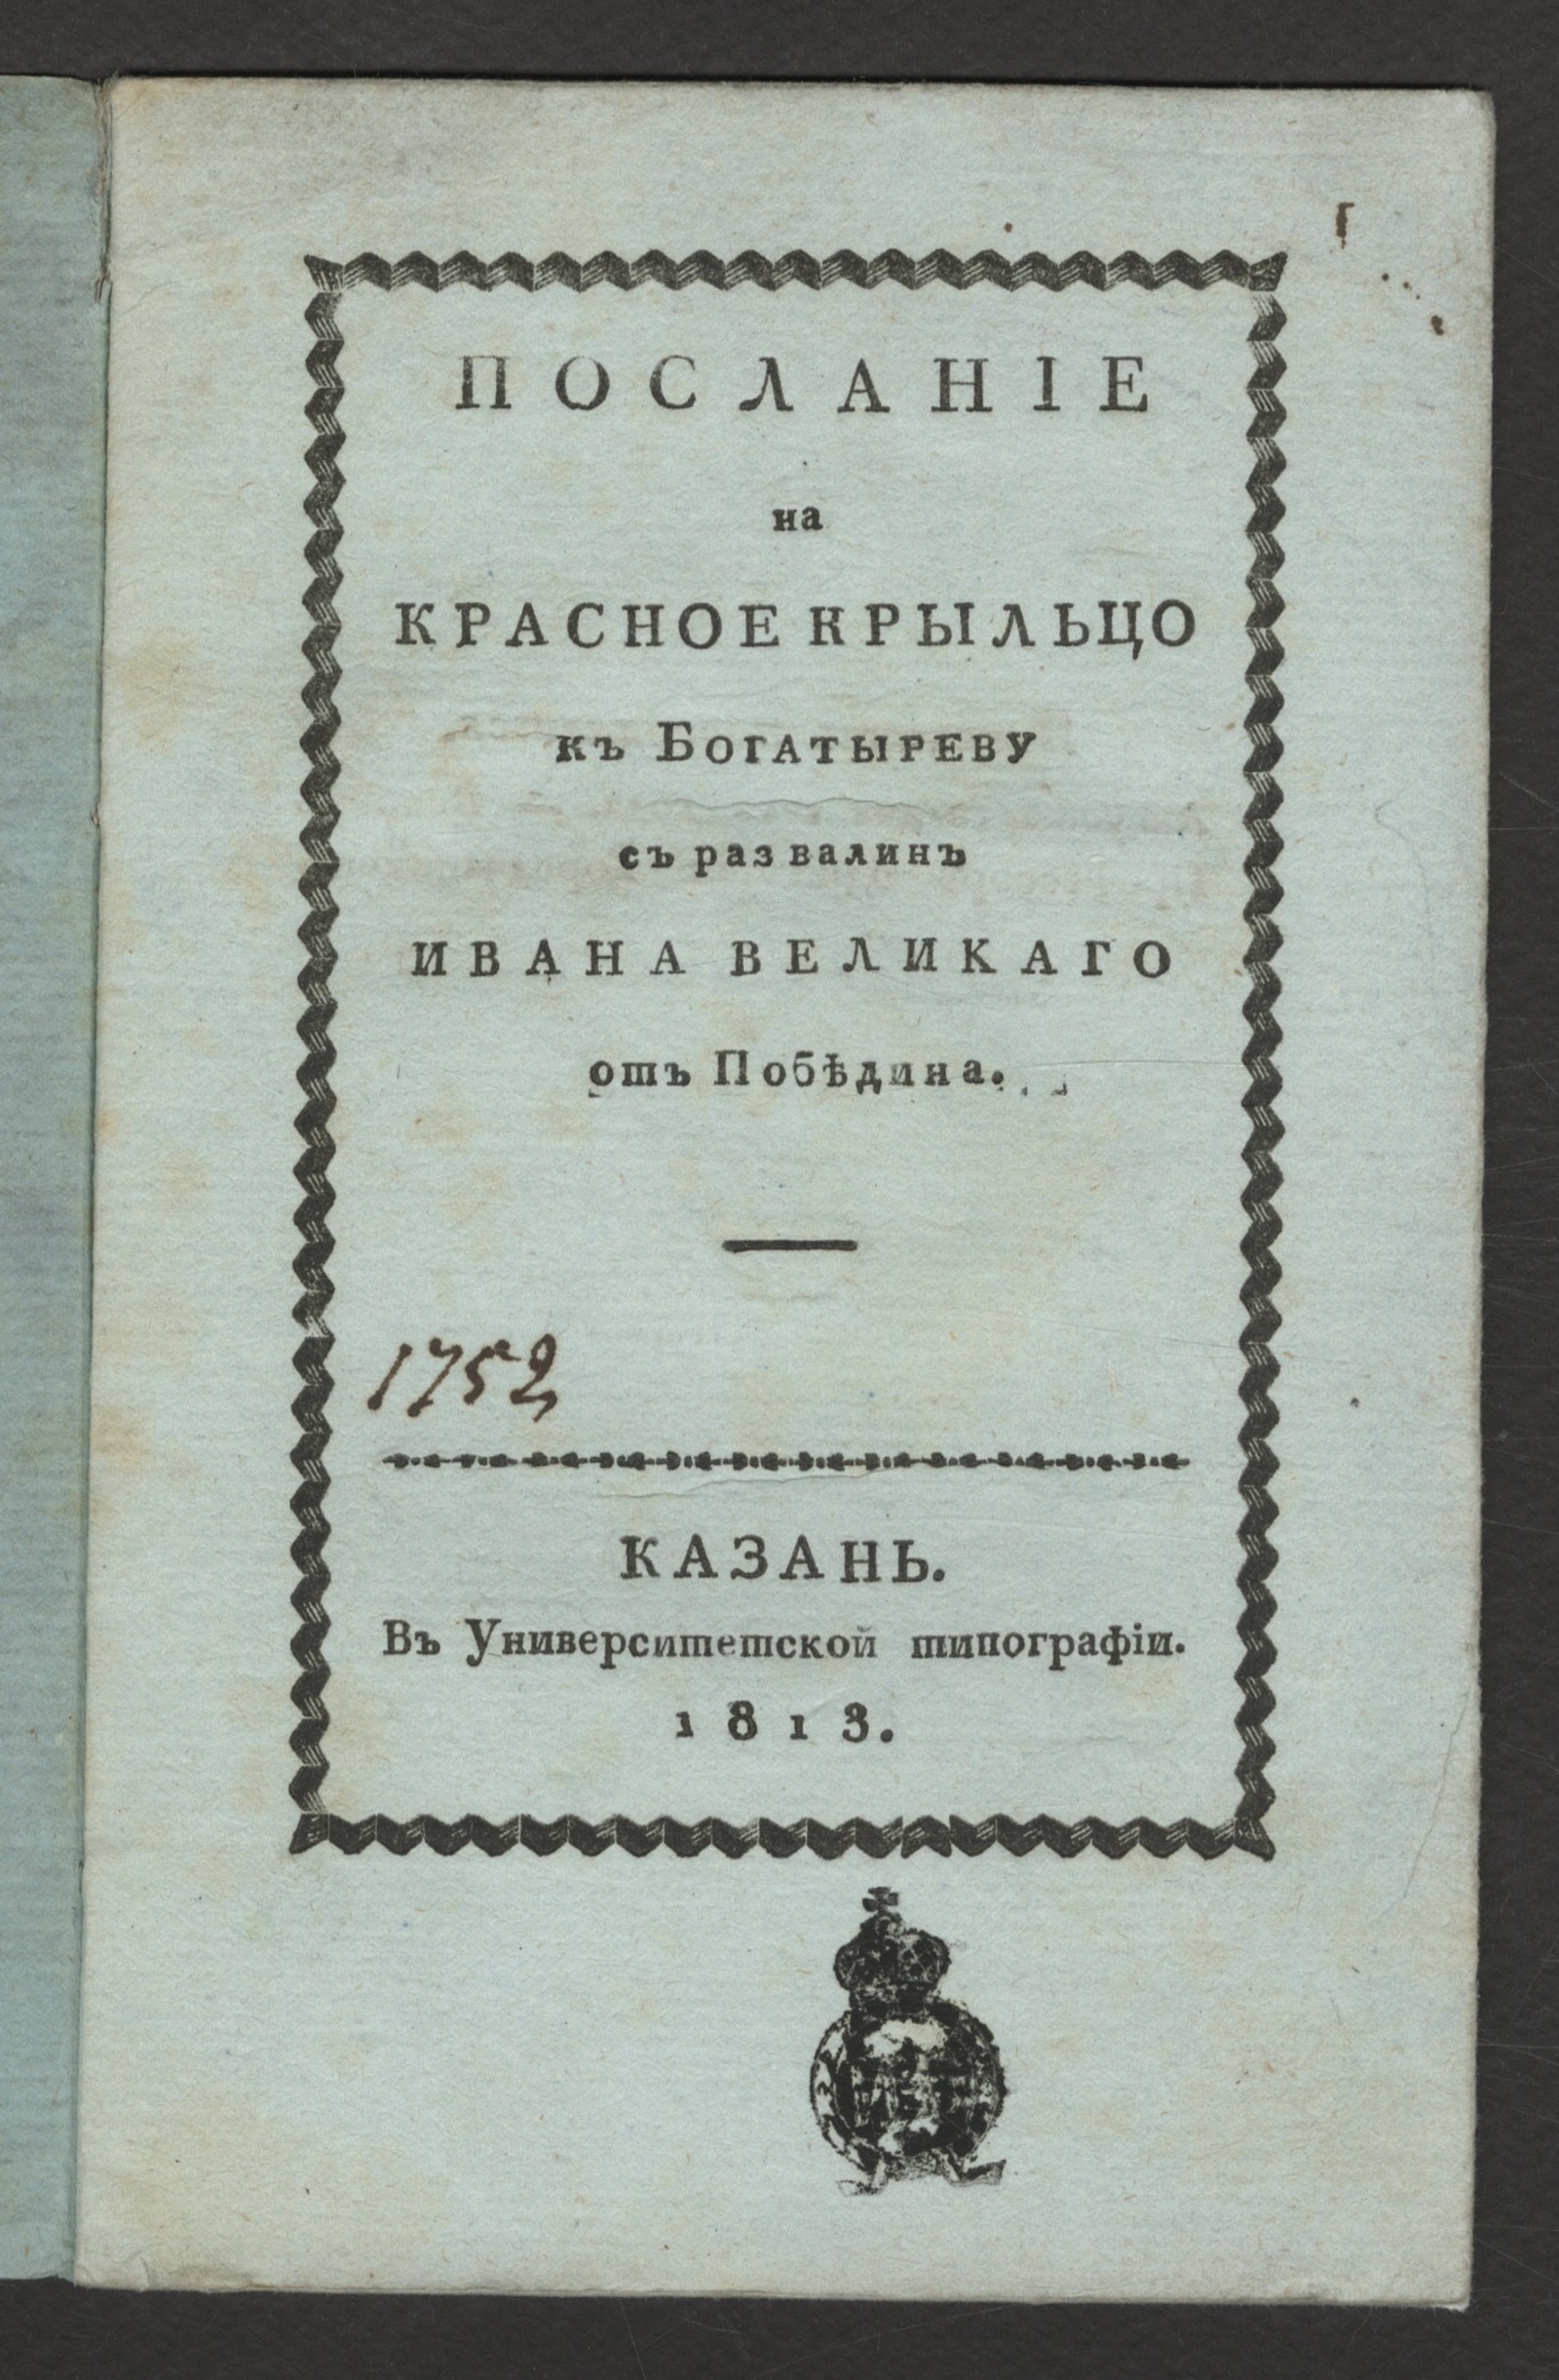 ПОСЛАНІЕ
на
КРАСНОЕ КРЫЛЬЦО
къ Богатыреву
съ развалинъ
ИВАНА ВЕЛИКАГО
отъ Побѣдина.
1752
КАЗАНЬ.
Въ Университетской типографіи.
1813.